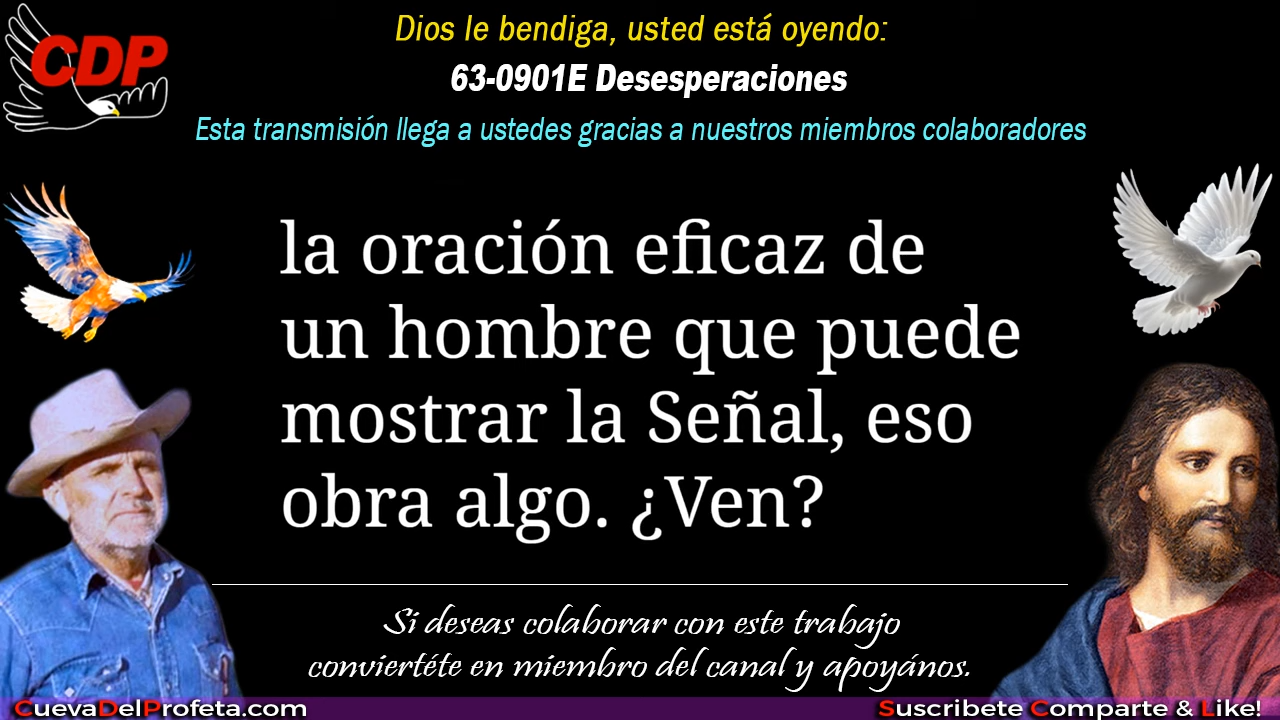 CDP
Dios le bendiga, usted está oyendo:
63-0901E Desesperaciones
Esta transmisión llega a ustedes gracias a nuestros miembros colaboradores
la oración eficaz de
un hombre que puede
mostrar la Señal, eso
obra algo. ¿Ven?
Si deseas colaborar con este trabajo
conviertéte en miembro del canal y apoyános.
CuevaDelProfeta.com
Suscribete Comparte & Like!